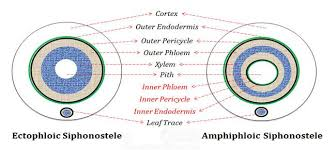 Cortex
Outer Endodermis
Outer Pericycle
Outer Phloem
Xylem
Pith
Inner Phloem
Inner Pericycle
Inner Endodermis
Leaf Trace
Ectophloic Siphonostele
Amphiphloic Siphonostele